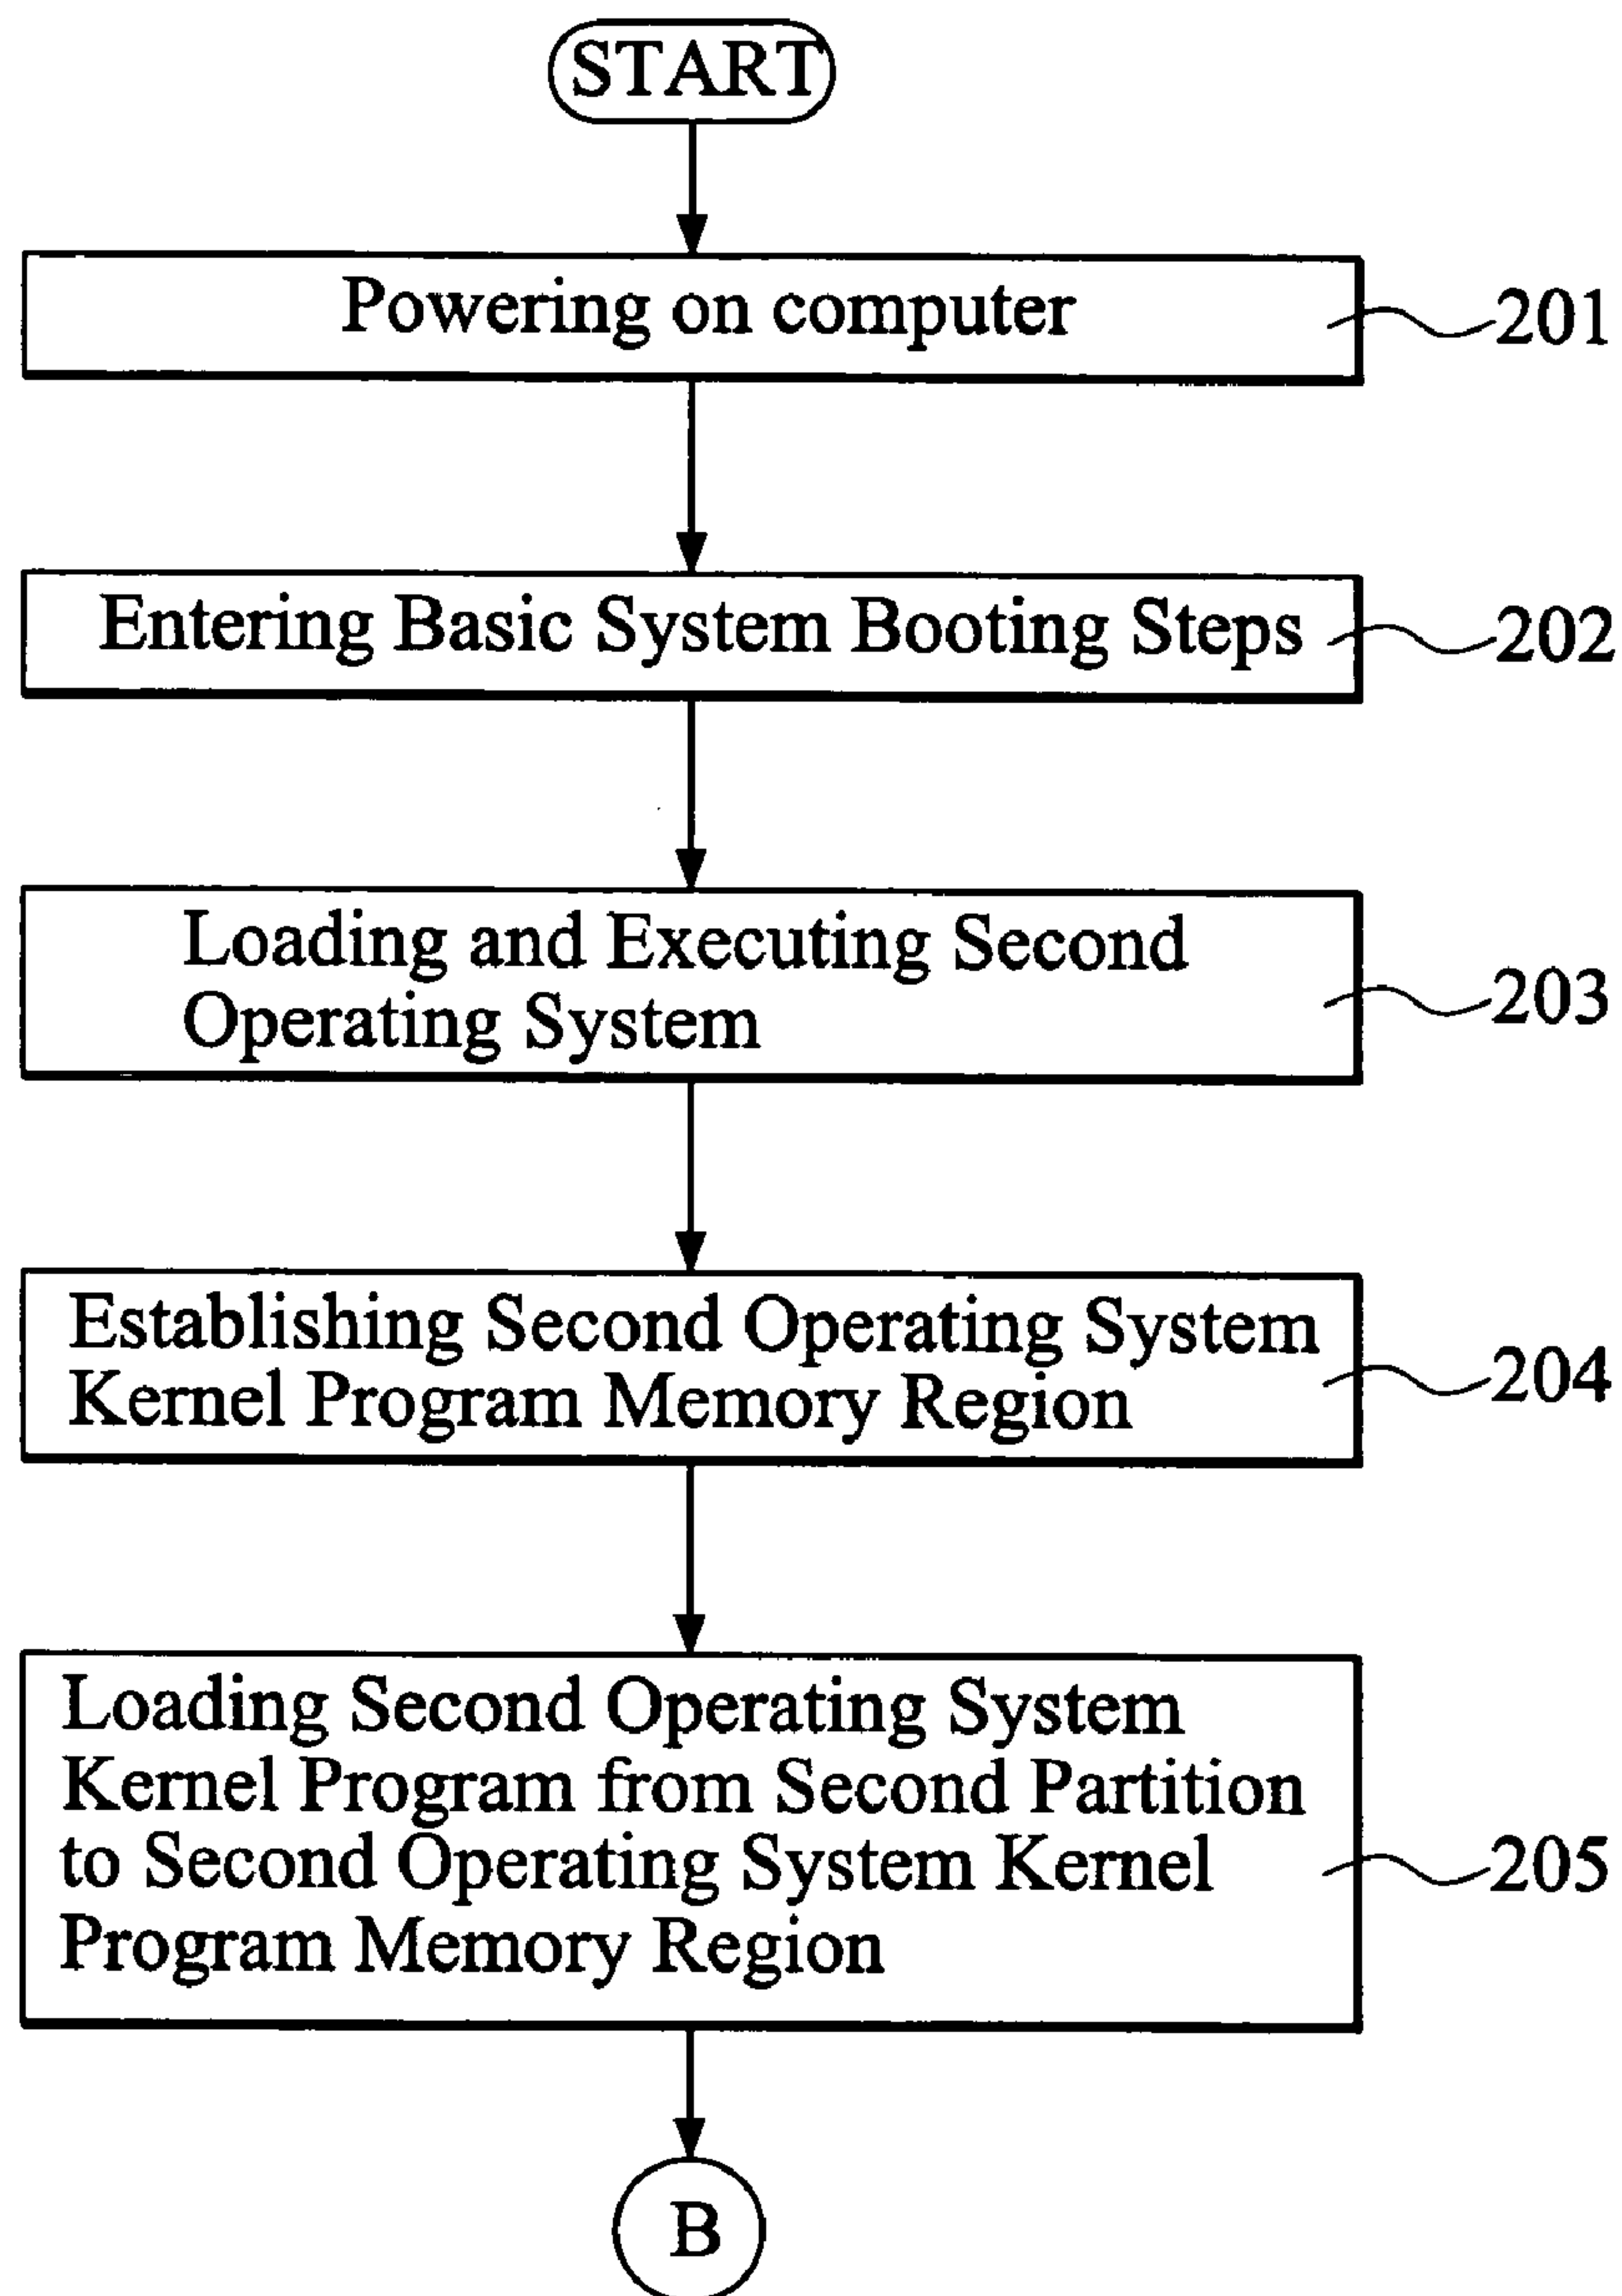 START
Powering on computer
201
Entering Basic System Booting Steps
202
Loading and Executing Second
Operating System
203
Establishing Second Operating System
Kernel Program Memory Region
204
Loading Second Operating System
Kernel Program from Second Partition
to Second Operating System Kernel
Program Memory Region
205
B